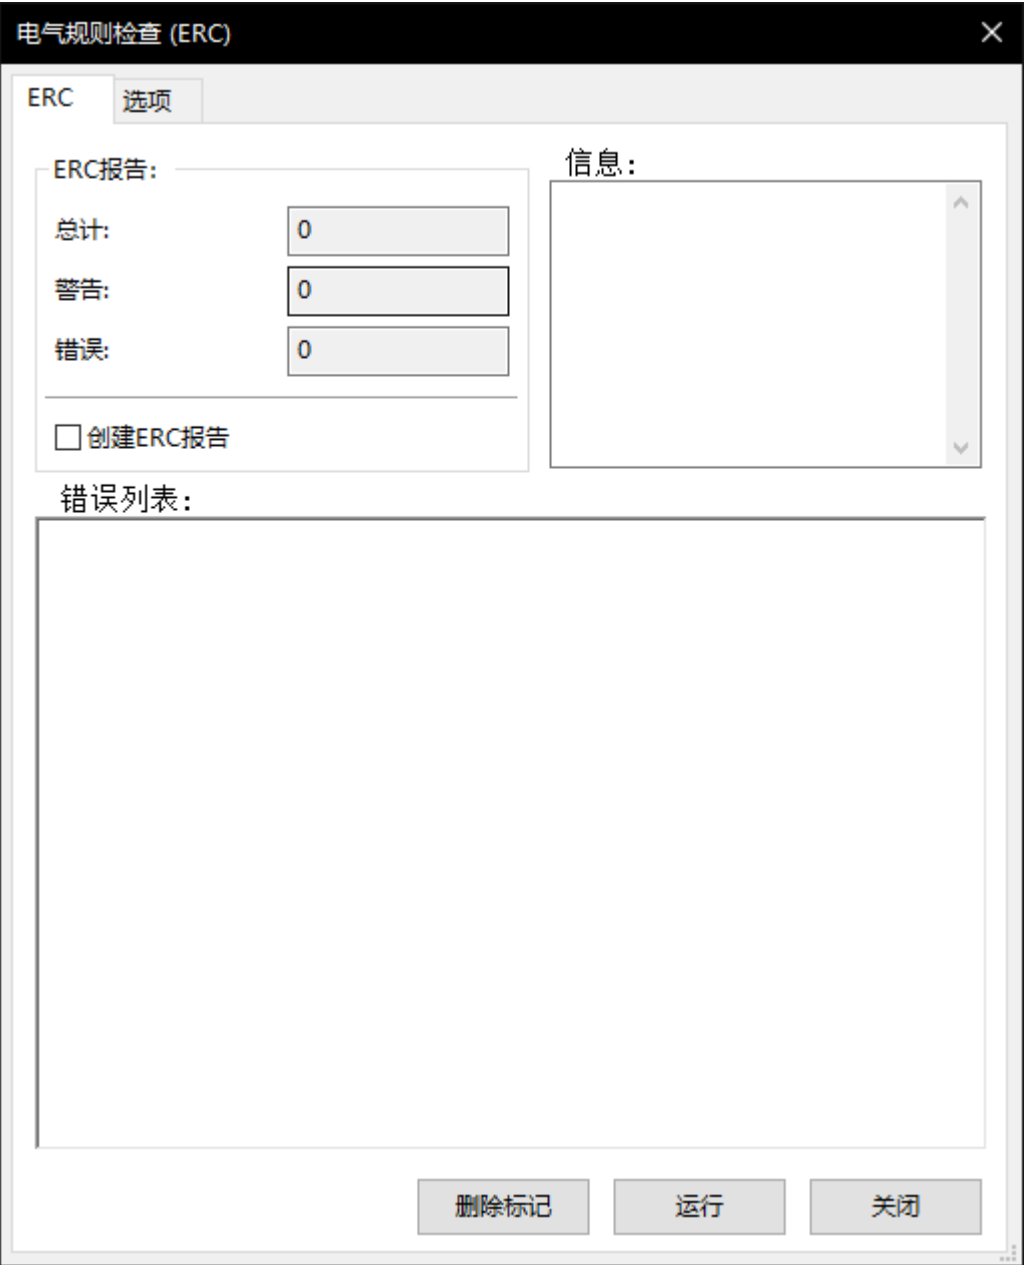 电气规则检查 (ERC)
ERC 选项
ERC报告:
总计: 0
警告: 0
错误: 0
创建ERC报告
信息:
错误列表:
删除标记 运行 关闭